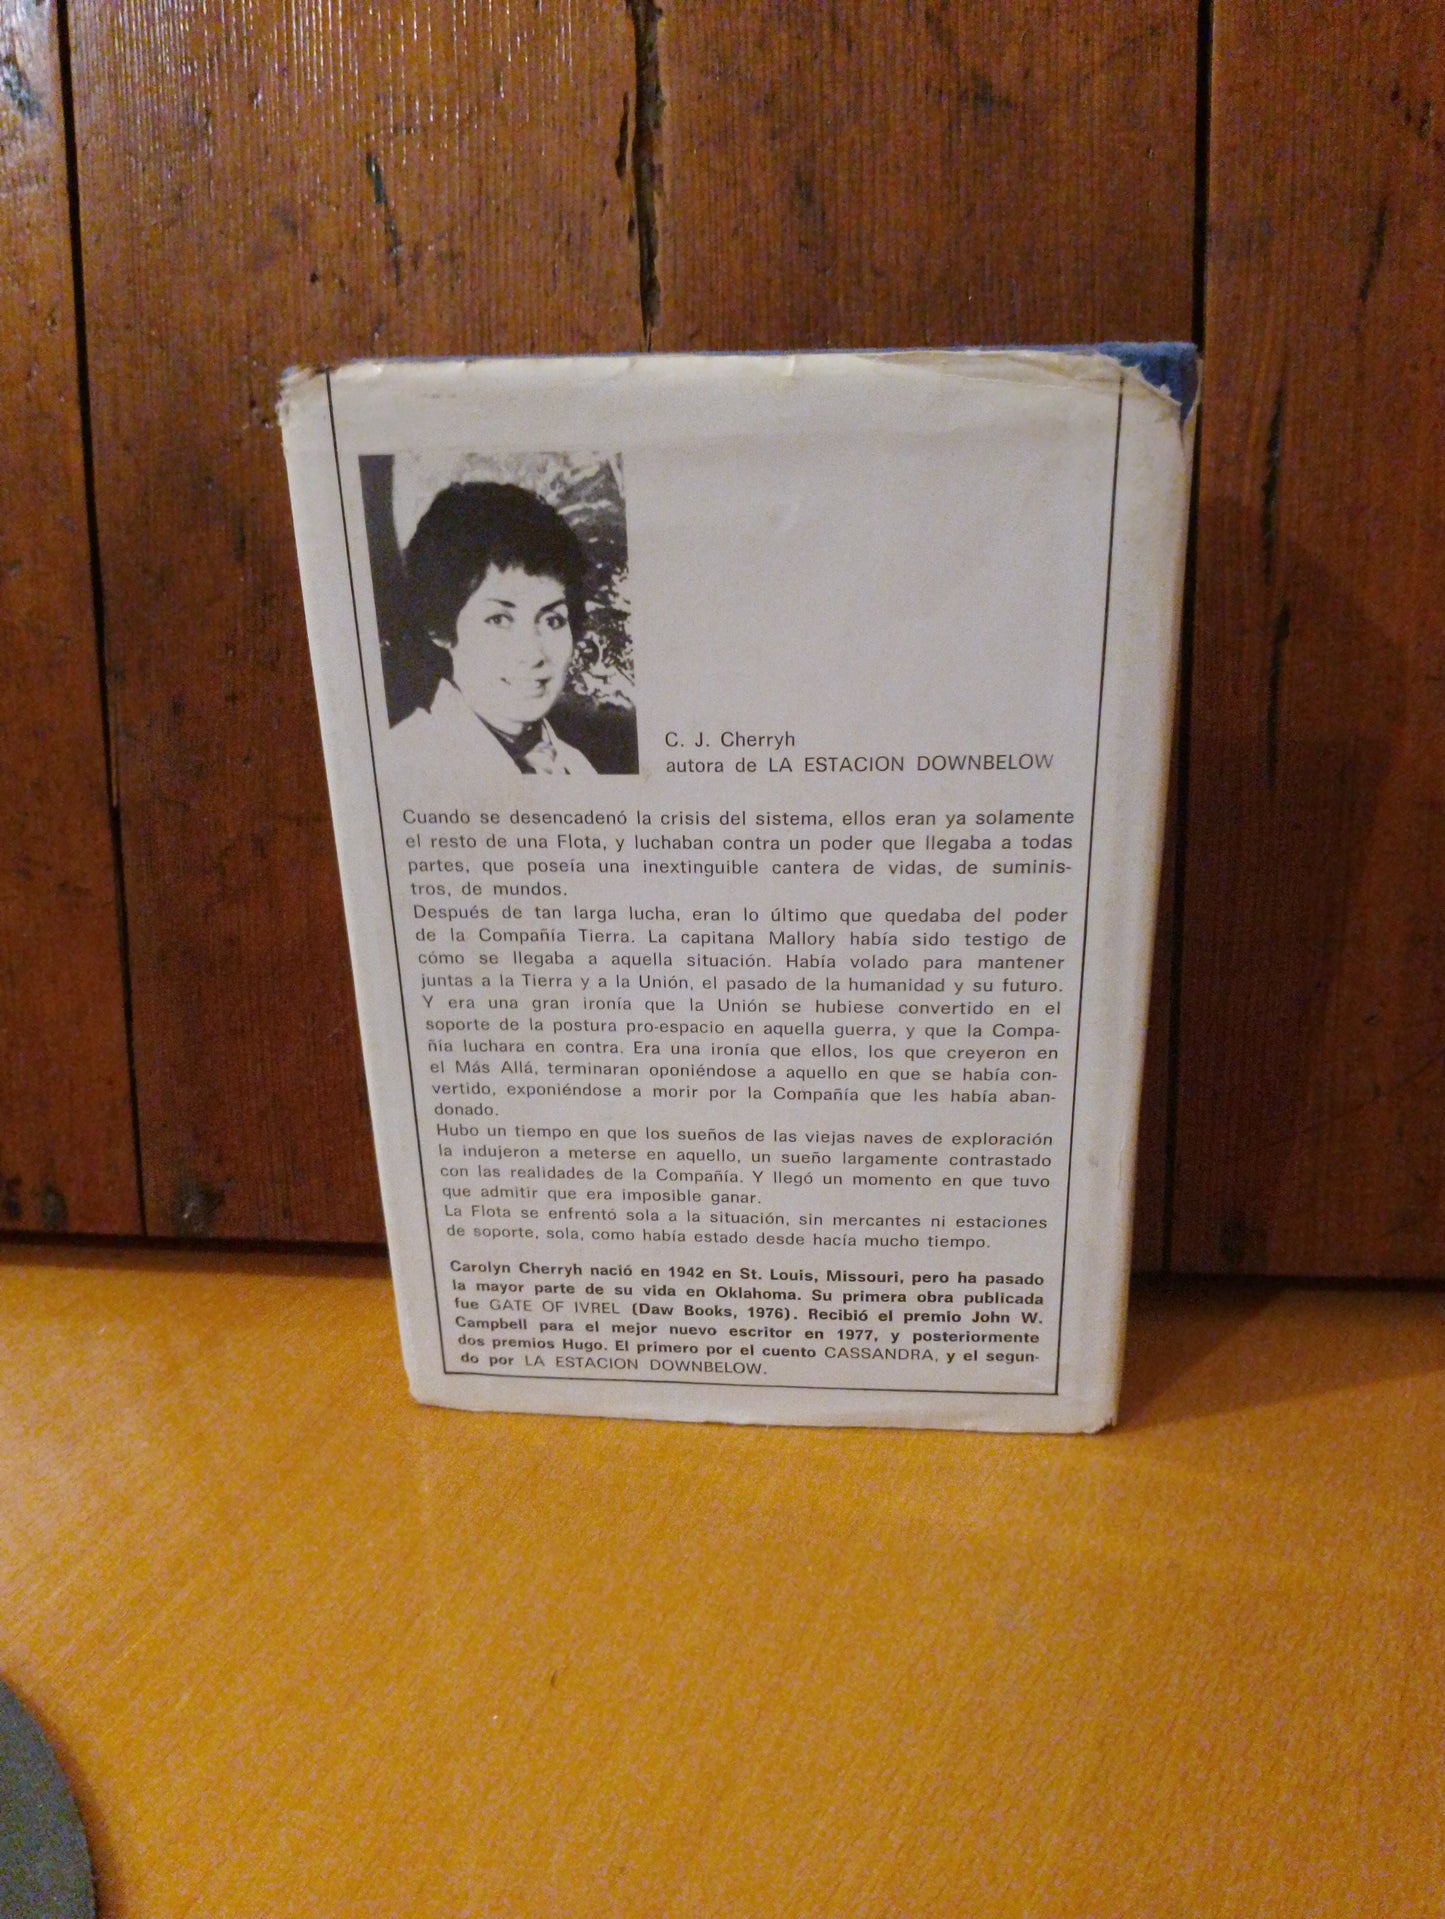 C. J. Cherryh
autora de LA ESTACION DOWNBELOW
Cuando se desencadenó la crisis del sistema, ellos eran ya solamente
el resto de una Flota, y luchaban contra un poder que llegaba a todas
partes, que poseía una inextinguible cantera de vidas, de suminis-
tros, de mundos.
Después de tan larga lucha, eran lo último que quedaba del poder
de la Compañía Tierra. La capitana Mallory había sido testigo de
cómo se llegaba a aquella situación. Había volado para mantener
juntas a la Tierra y a la Unión, el pasado de la humanidad y su futuro.
Y era una gran ironía que la Unión se hubiese convertido en el
soporte de la postura pro-espacio en aquella guerra, y que la Compa-
ñía luchara en contra. Era una ironía que ellos, los que creyeron en
el Más Allá, terminaran oponiéndose a aquello en que se había con-
vertido, exponiéndose a morir por la Compañía que les había aban-
donado.
Hubo un tiempo en que los sueños de las viejas naves de exploración
la indujeron a meterse en aquello, un sueño largamente contrastado
con las realidades de la Compañía. Y llegó un momento en que tuvo
que admitir que era imposible ganar.
La Flota se enfrentó sola a la situación, sin mercantes ni estaciones
de soporte, sola, como había estado desde hacía mucho tiempo.
Carolyn Cherryh nació en 1942 en St. Louis, Missouri, pero ha pasado
la mayor parte de su vida en Oklahoma. Su primera obra publicada
fue GATE OF IVREL (Daw Books, 1976). Recibió el premio John W.
Campbell para el mejor nuevo escritor en 1977, y posteriormente
dos premios Hugo. El primero por el cuento CASSANDRA, y el segun-
do por LA ESTACION DOWNBELOW.